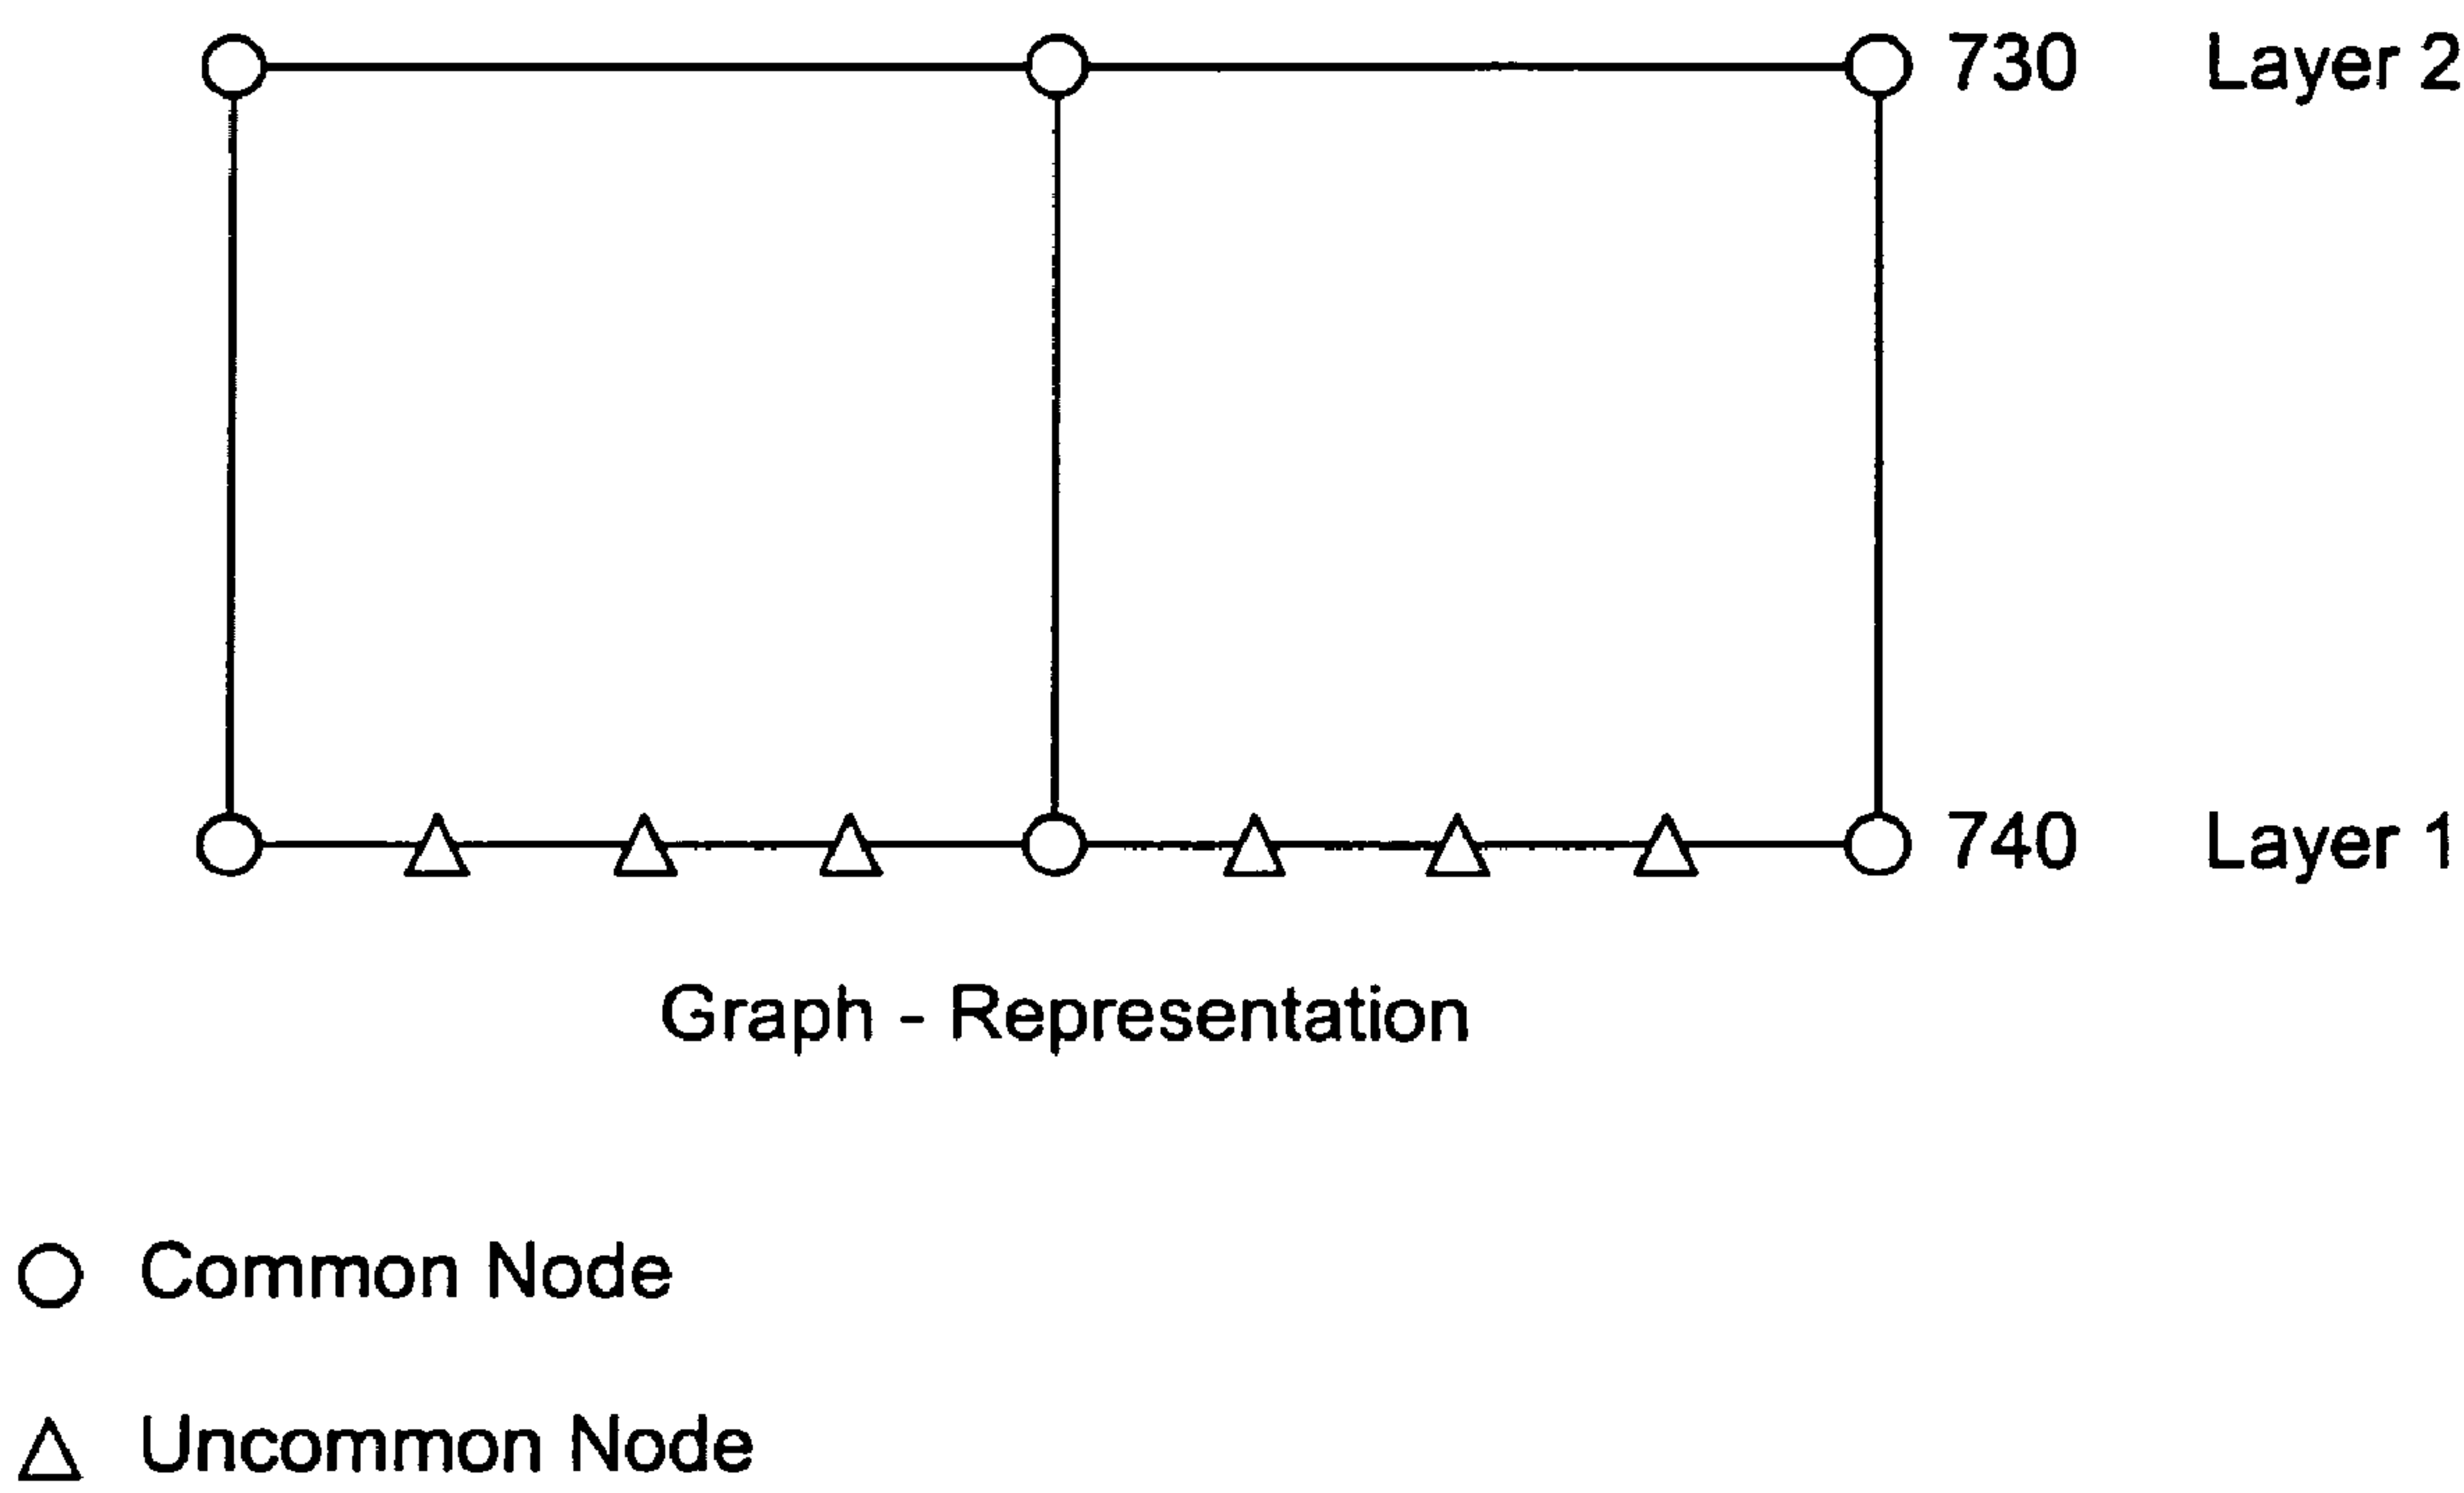 730 Layer 2
740 Layer 1
Graph - Representation
Common Node
Uncommon Node